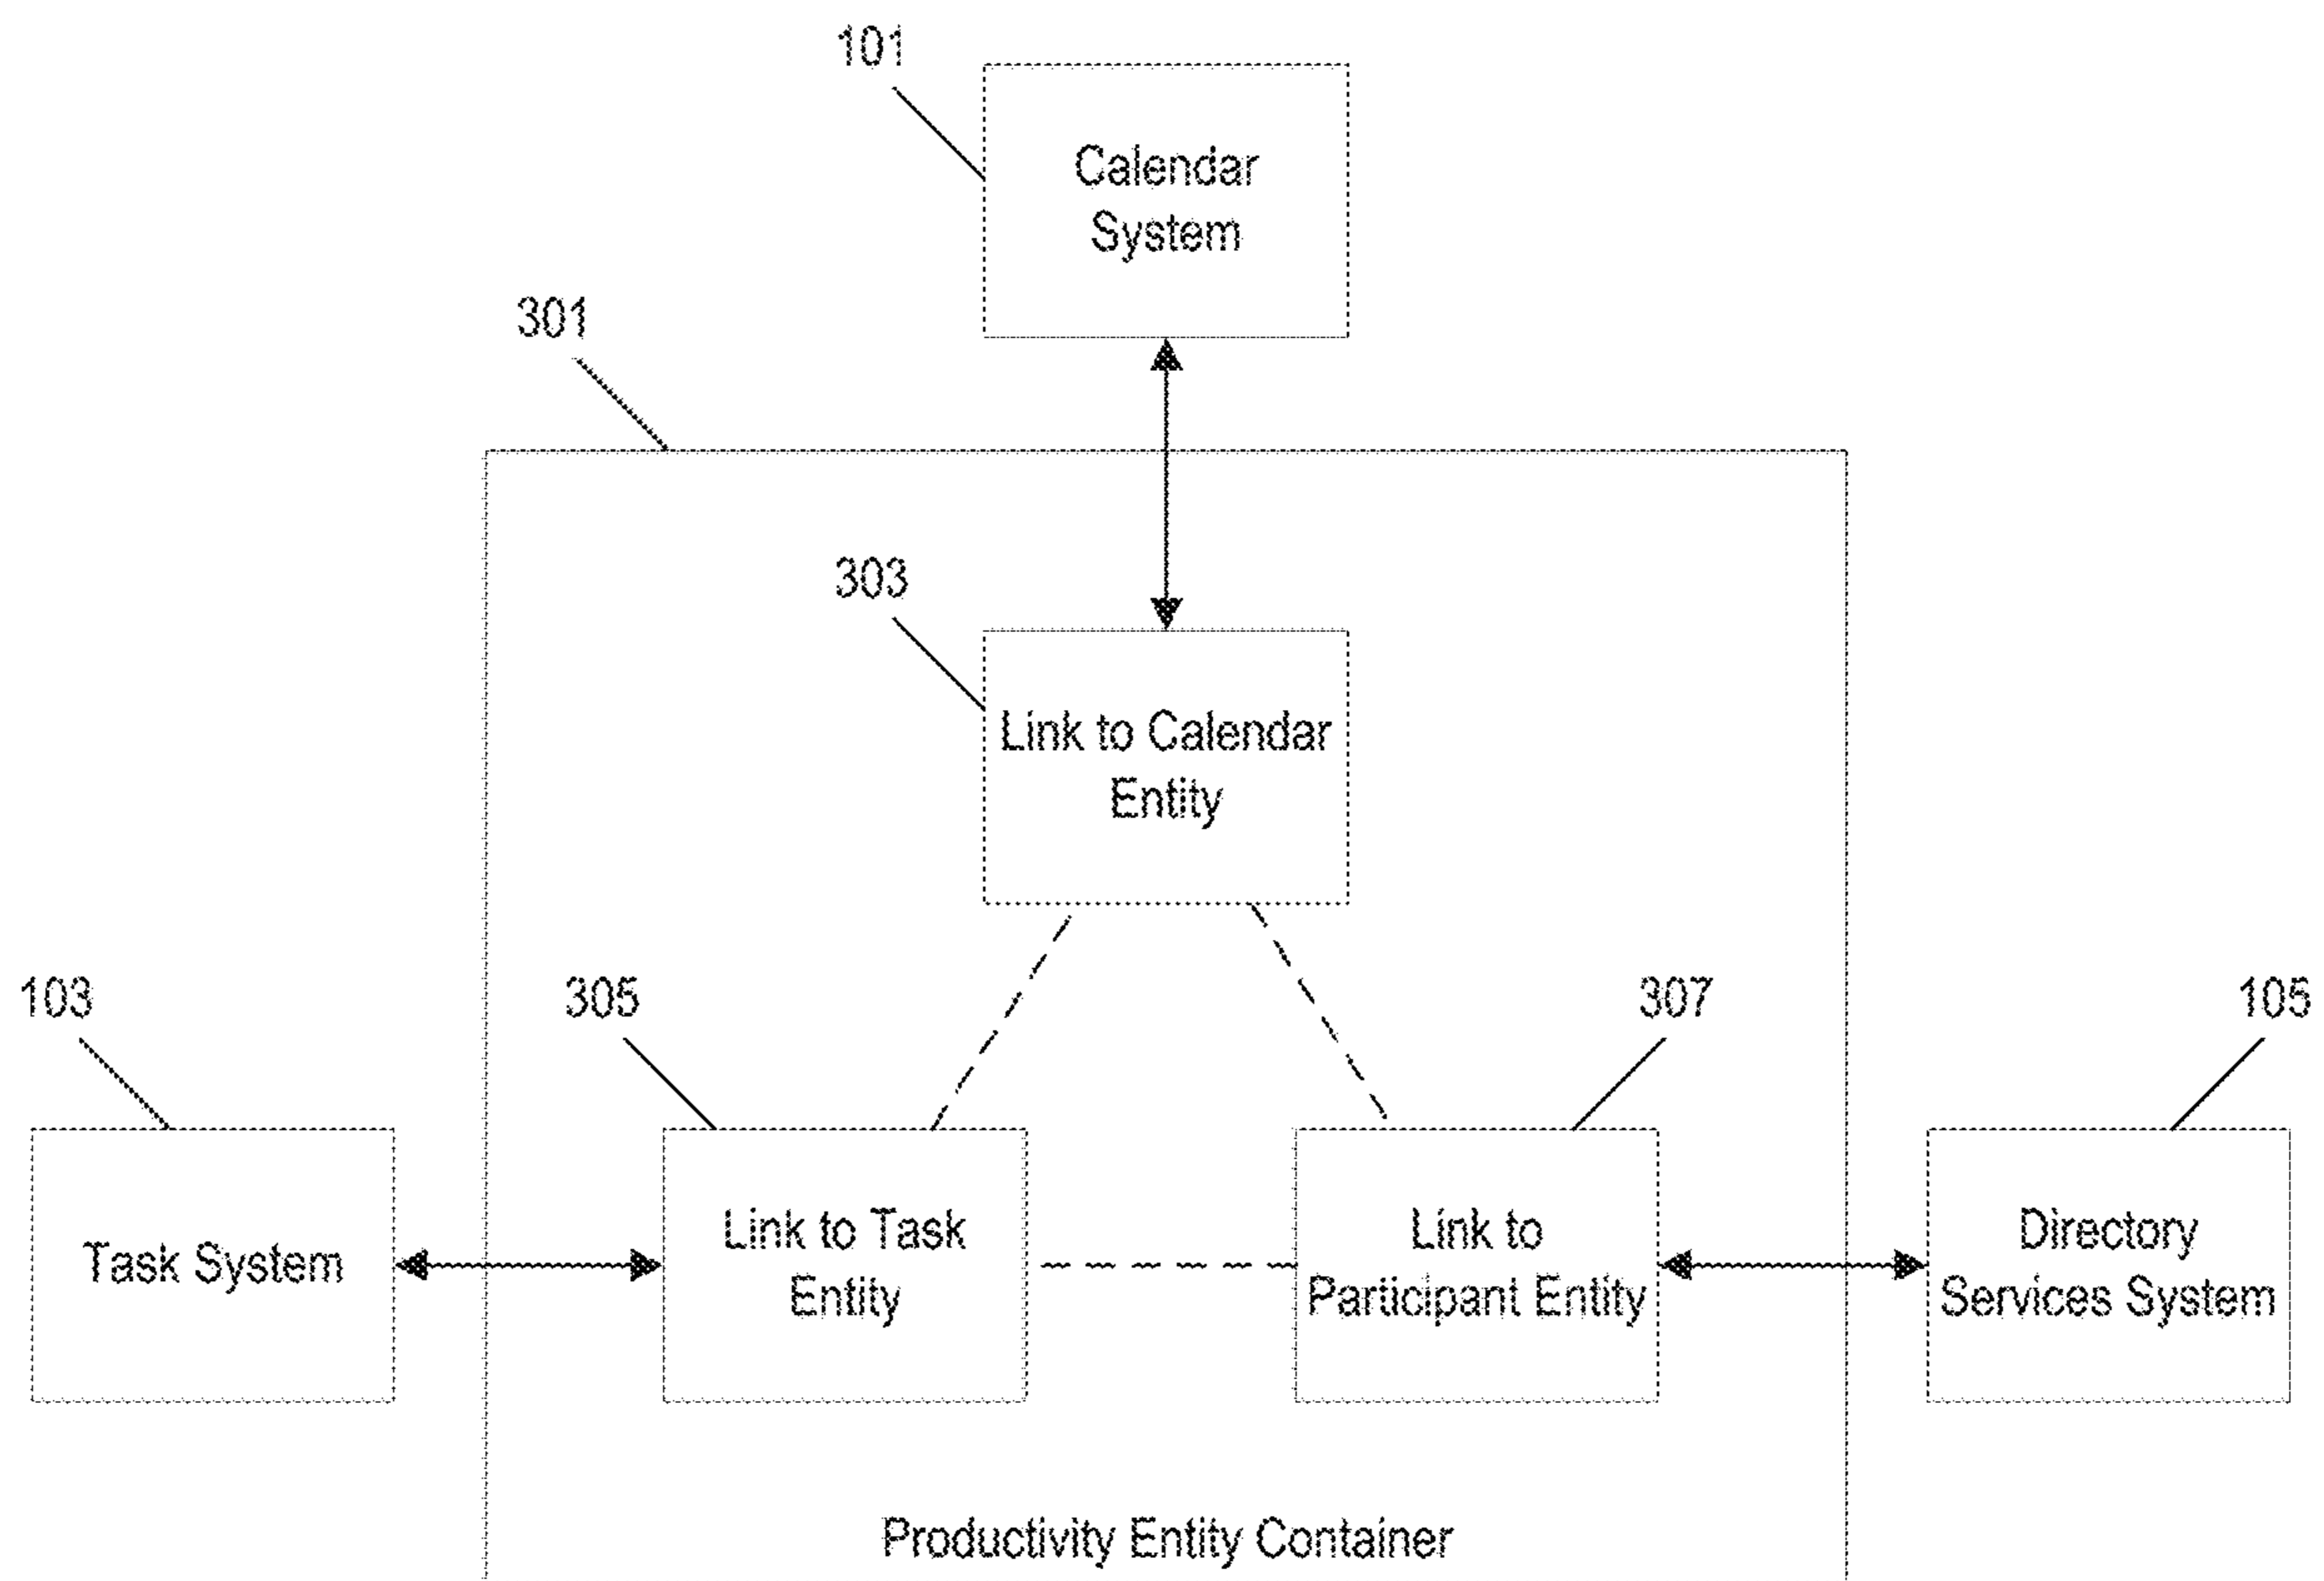 101
Calendar
System
301
303
Link to Calendar
Entity
103
305
307
105
Task System
Link to Task
Entity
Link to
Participant Entity
Directory
Services System
Productivity Entity Container